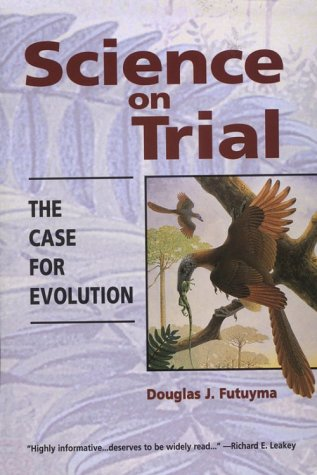 Science
on
Trial
THE
CASE
FOR
EVOLUTION
Douglas J. Futuyma
"Highly informative...deserves to be widely read..." —Richard E. Leakey